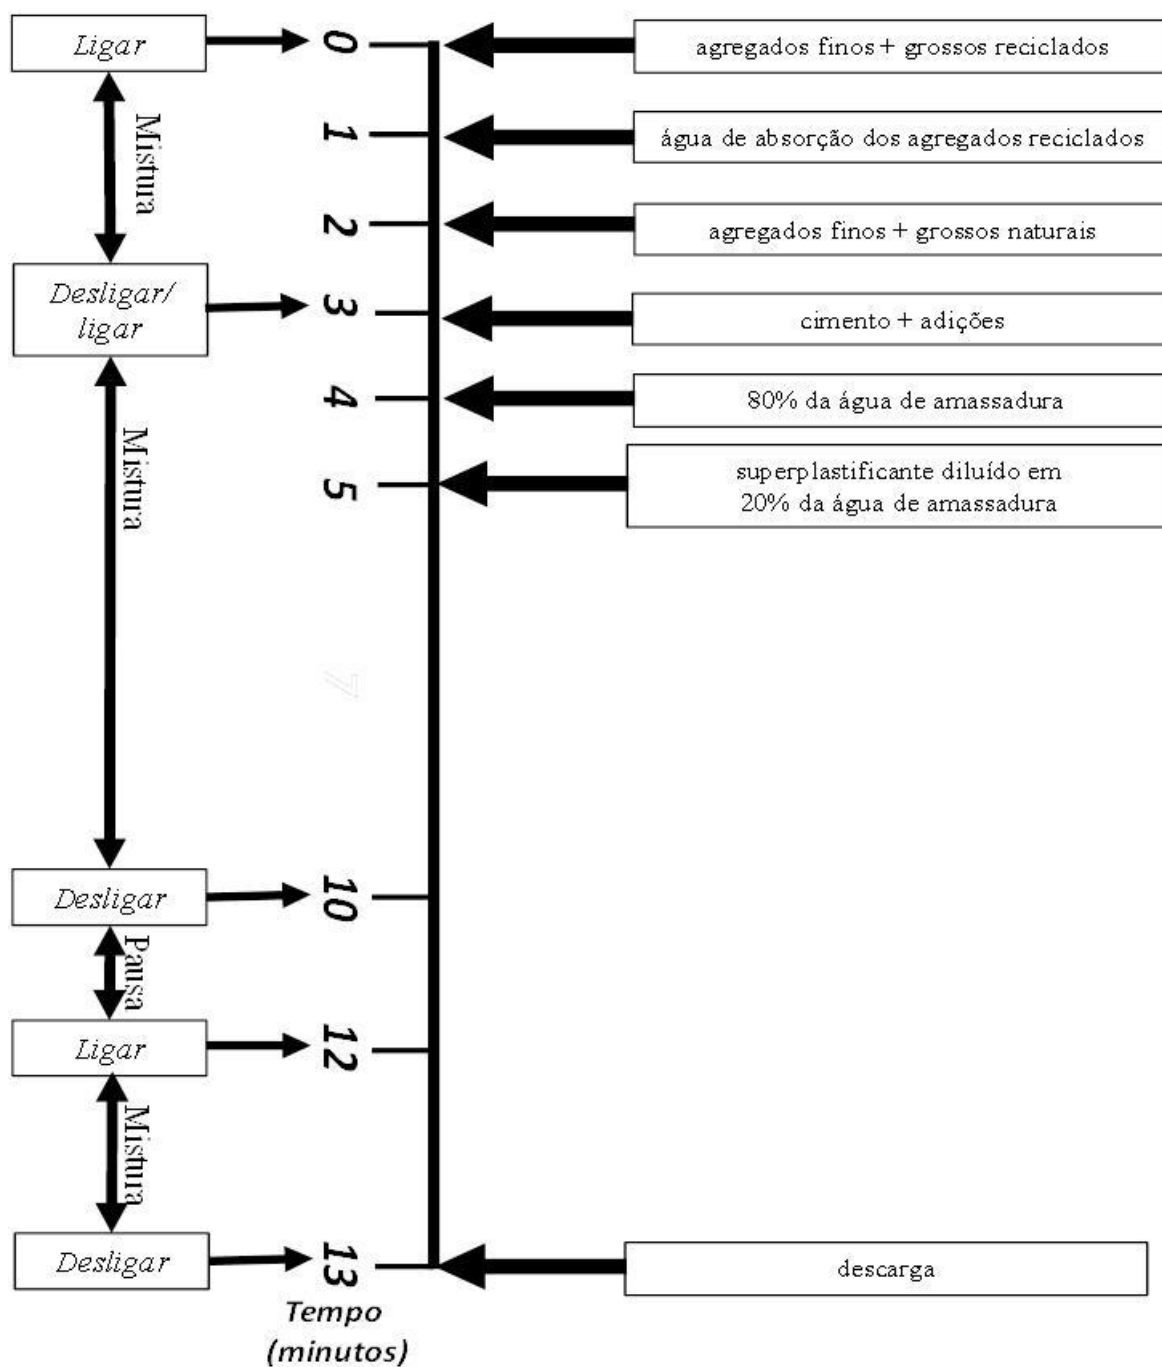 Ligar
0
agregados finos + grossos reciclados
Mistura
1
água de absorção dos agregados reciclados
2
agregados finos + grossos naturais
Desligar/
ligar
3
cimento + adições
Mistura
4
80% da água de amassadura
5
superplastificante diluído em
20% da água de amassadura
7
Desligar
10
Pausa
Ligar
12
Mistura
Desligar
13
descarga
Tempo
(minutos)